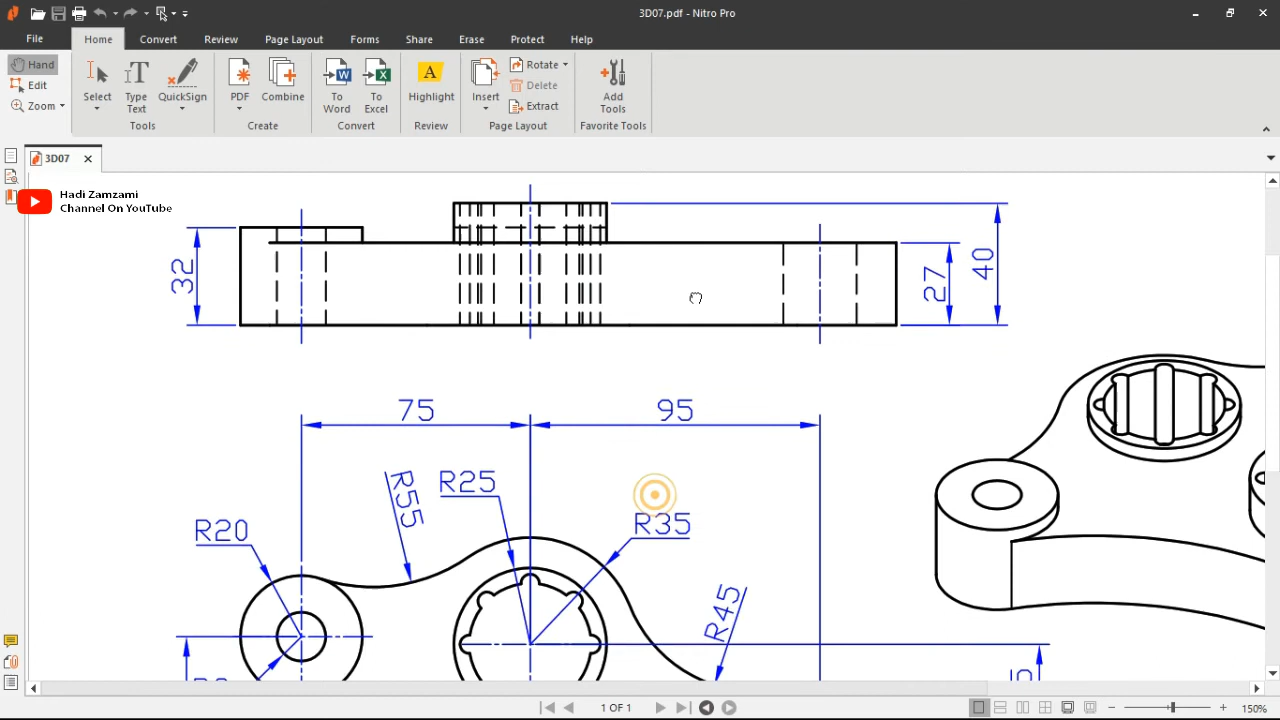 3D07.pdf - Nitro Pro
File Home Convert Review Page Layout Forms Share Erase Protect Help
Hand
Edit
Zoom
Select
Type Text
QuickSign
Tools
PDF
Combine
Create
To Word
To Excel
Convert
Highlight
Review
Insert
Rotate
Delete
Extract
Page Layout
Add Tools
Favorite Tools
3D07
Hadi Zamzami
Channel On YouTube
32
27
40
75
95
R55
R25
R20
R35
R45
1 OF 1
150%